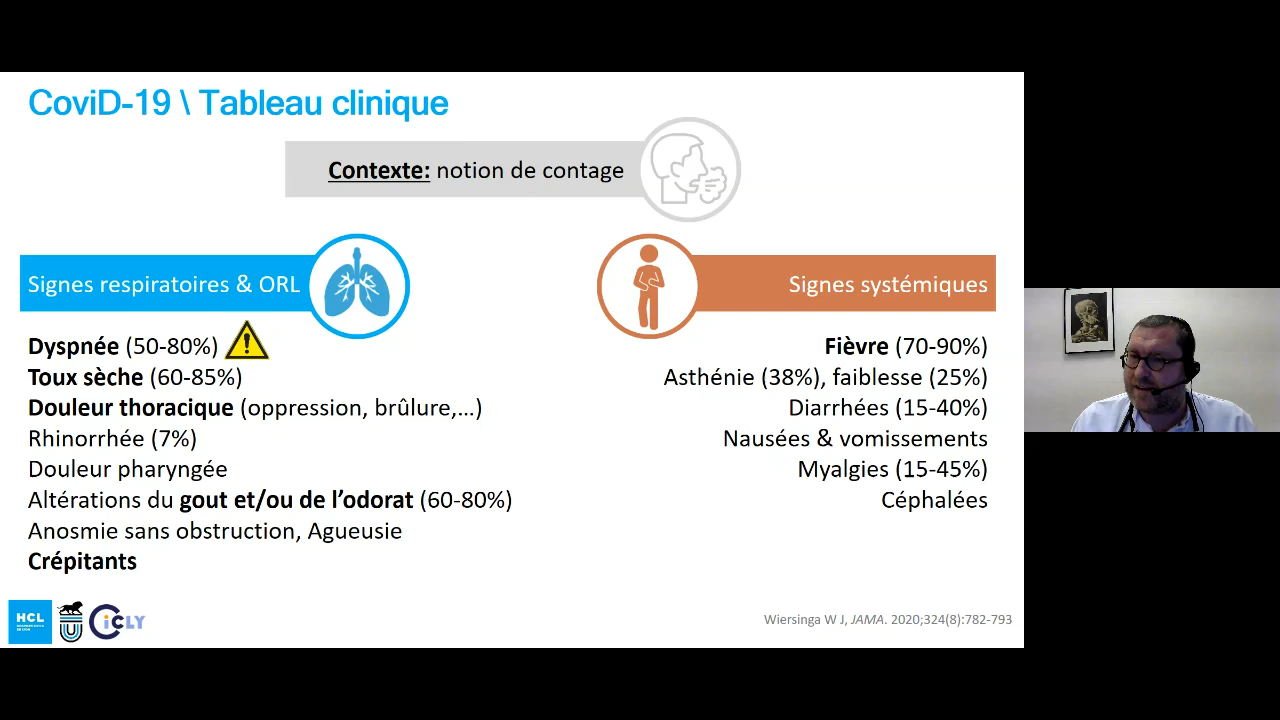 CoviD-19 \ Tableau clinique
Contexte: notion de contage
Signes respiratoires & ORL
Dyspnée (50-80%)
Toux sèche (60-85%)
Douleur thoracique (oppression, brûlure,...)
Rhinorrhée (7%)
Douleur pharyngée
Altérations du gout et/ou de l'odorat (60-80%)
Anosmie sans obstruction, Agueusie
Crépitants
Signes systémiques
Fièvre (70-90%)
Asthénie (38%), faiblesse (25%)
Diarrhées (15-40%)
Nausées & vomissements
Myalgies (15-45%)
Céphalées
HCL
CiCLY
Wiersinga W J, JAMA. 2020;324(8):782-793